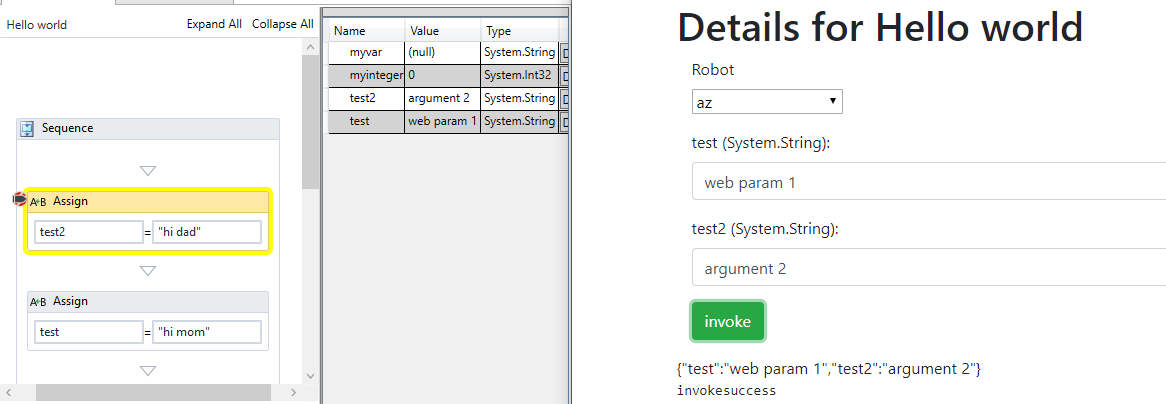 Hello world Expand All Collapse All
Sequence
A+B Assign
test2 = "hi dad"
A+B Assign
test = "hi mom"
Name Value Type
myvar (null) System.String
myinteger 0 System.Int32
test2 argument 2 System.String
test web param 1 System.String
Details for Hello world
Robot
az
test (System.String):
web param 1
test2 (System.String):
argument 2
invoke
{"test":"web param 1","test2":"argument 2"}
invokesuccess